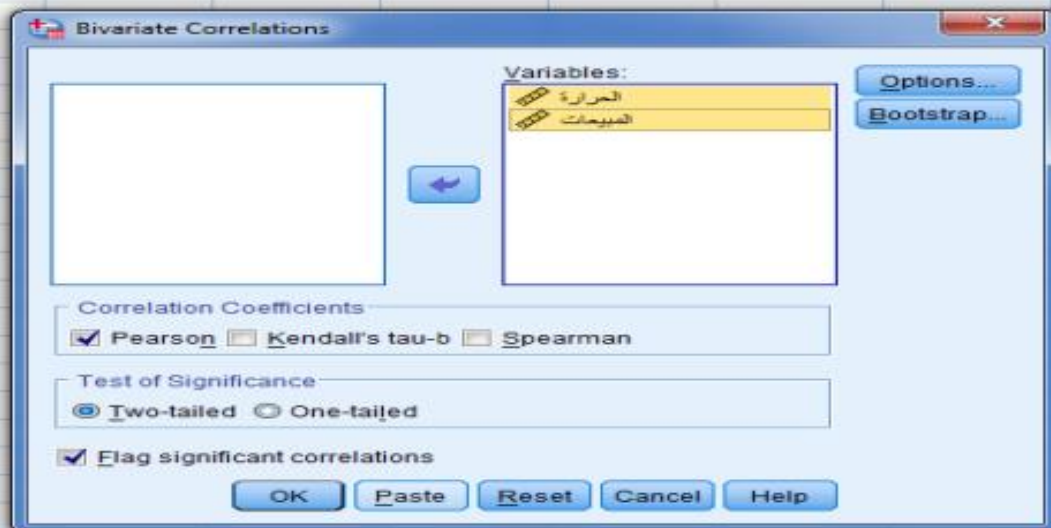 Bivariate Correlations
Variables:
الحرارة
المبيعات
Options...
Bootstrap...
Correlation Coefficients
Pearson Kendall's tau-b Spearman
Test of Significance
Two-tailed One-tailed
Flag significant correlations
OK Paste Reset Cancel Help